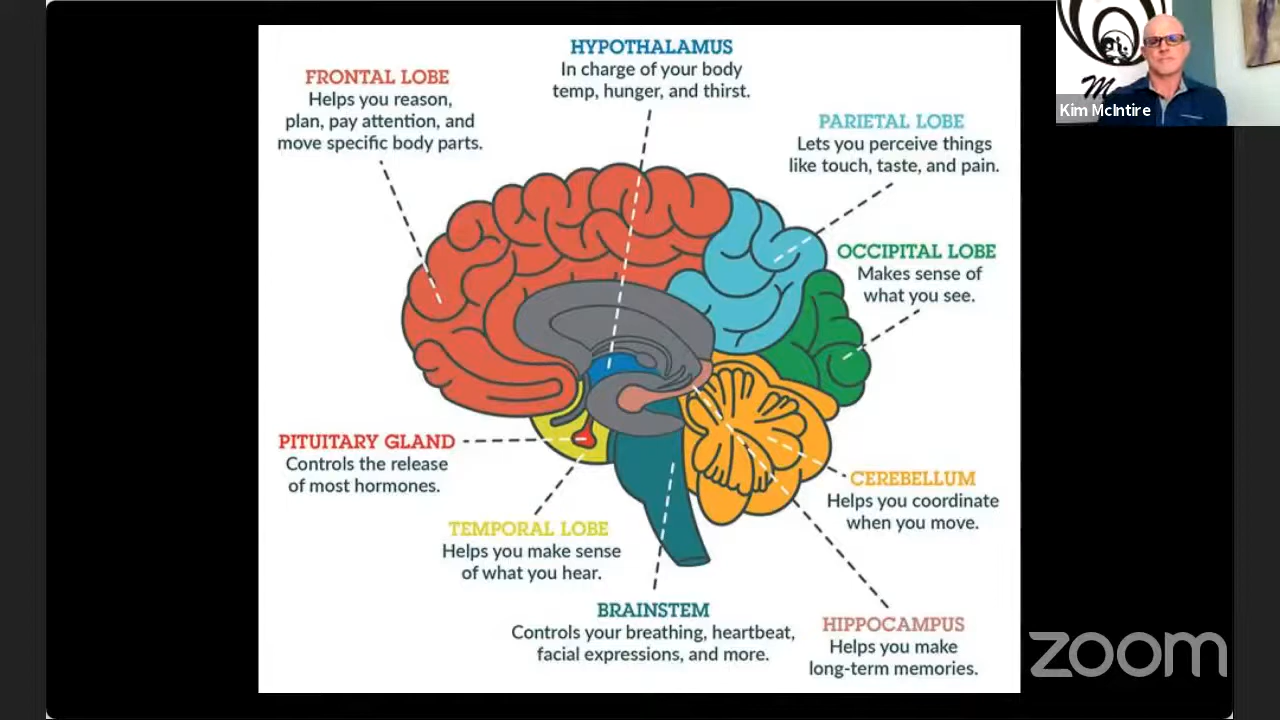 HYPOTHALAMUS
In charge of your body
temp, hunger, and thirst.
FRONTAL LOBE
Helps you reason,
plan, pay attention, and
move specific body parts.
PARIETAL LOBE
Lets you perceive things
like touch, taste, and pain.
OCCIPITAL LOBE
Makes sense of
what you see.
PITUITARY GLAND
Controls the release
of most hormones.
CEREBELLUM
Helps you coordinate
when you move.
TEMPORAL LOBE
Helps you make sense
of what you hear.
BRAINSTEM
Controls your breathing, heartbeat,
facial expressions, and more.
HIPPOCAMPUS
Helps you make
long-term memories.
Kim McIntire
zoom